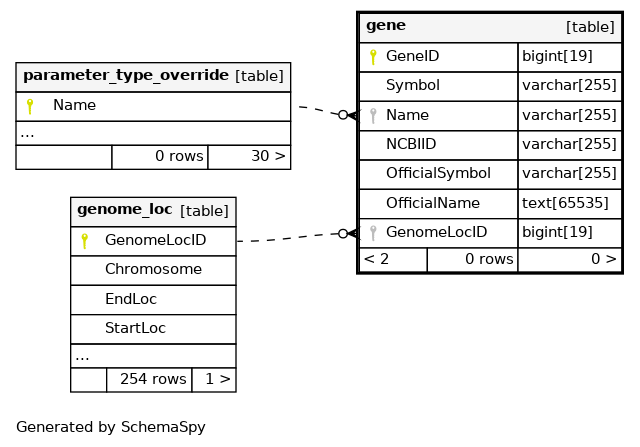 gene [table]
GeneID bigint[19]
Symbol varchar[255]
Name varchar[255]
NCBIID varchar[255]
OfficialSymbol varchar[255]
OfficialName text[65535]
GenomeLocID bigint[19]
< 2 0 rows 0 >
parameter_type_override [table]
Name
...
0 rows 30 >
genome_loc [table]
GenomeLocID
Chromosome
EndLoc
StartLoc
...
254 rows 1 >
Generated by SchemaSpy